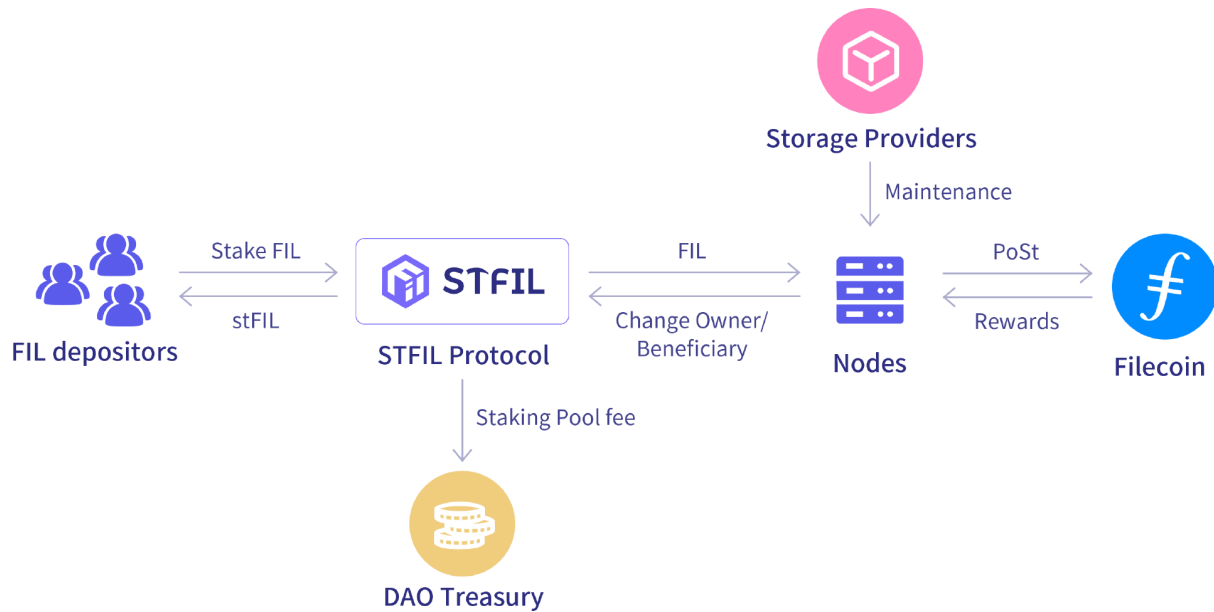 Storage Providers
Maintenance
Stake FIL
stFIL
FIL depositors
STFIL
STFIL Protocol
FIL
Change Owner/
Beneficiary
PoSt
Rewards
Nodes
Filecoin
Staking Pool fee
DAO Treasury